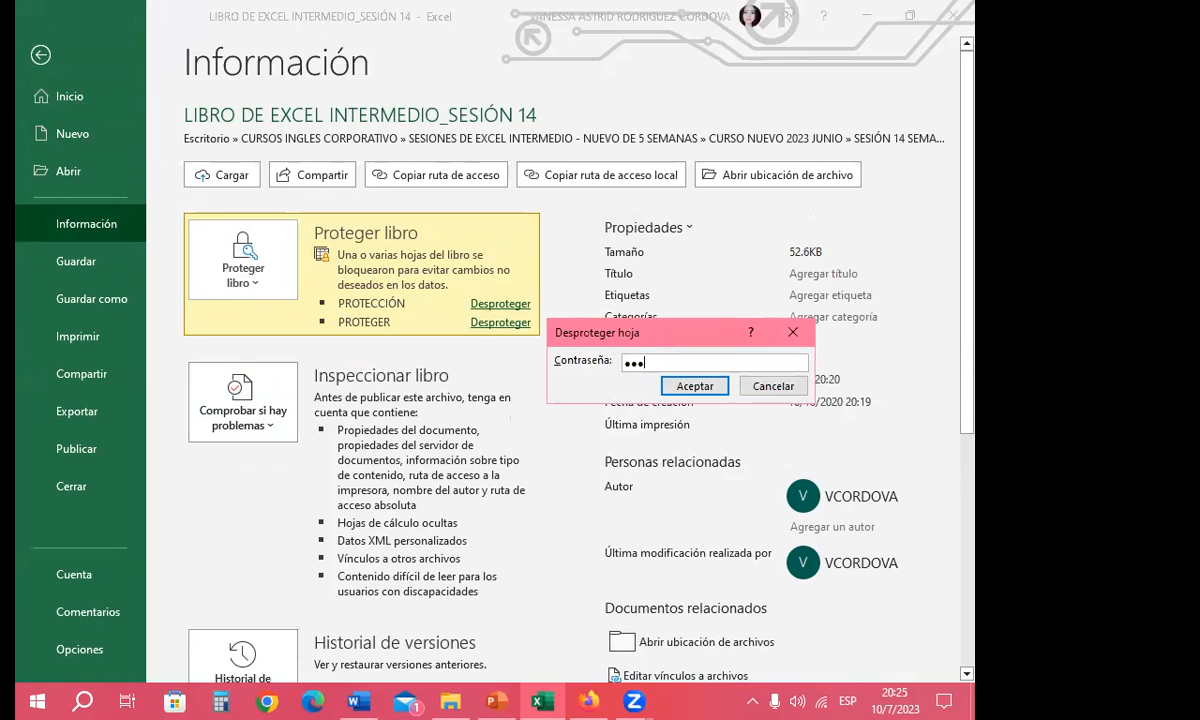 LIBRO DE EXCEL INTERMEDIO_SESIÓN 14 - Excel
VANESSA ASTRID RODRIGUEZ CORDOVA
?
Información
LIBRO DE EXCEL INTERMEDIO_SESIÓN 14
Escritorio » CURSOS INGLES CORPORATIVO » SESIONES DE EXCEL INTERMEDIO - NUEVO DE 5 SEMANAS » CURSO NUEVO 2023 JUNIO » SESIÓN 14 SEMA...
Inicio
Nuevo
Abrir
Información
Guardar
Guardar como
Imprimir
Compartir
Exportar
Publicar
Cerrar
Cuenta
Comentarios
Opciones
Cargar
Compartir
Copiar ruta de acceso
Copiar ruta de acceso local
Abrir ubicación de archivo
Proteger
libro
Proteger libro
Una o varias hojas del libro se
bloquearon para evitar cambios no
deseados en los datos.
PROTECCIÓN Desproteger
PROTEGER Desproteger
Comprobar si hay
problemas
Inspeccionar libro
Antes de publicar este archivo, tenga en
cuenta que contiene:
Propiedades del documento,
propiedades del servidor de
documentos, información sobre tipo
de contenido, ruta de acceso a la
impresora, nombre del autor y ruta de
acceso absoluta
Hojas de cálculo ocultas
Datos XML personalizados
Vínculos a otros archivos
Contenido difícil de leer para los
usuarios con discapacidades
Historial de
Historial de versiones
Ver y restaurar versiones anteriores.
Propiedades
Tamaño 52.6KB
Título Agregar título
Etiquetas Agregar etiqueta
Categorías Agregar categoría
Desproteger hoja ?
Contraseña: •••
Aceptar Cancelar
20:20
Fecha de creación 10/10/2020 20:19
Última impresión
Personas relacionadas
Autor
V VCORDOVA
Agregar un autor
Última modificación realizada por
V VCORDOVA
Documentos relacionados
Abrir ubicación de archivos
Editar vínculos a archivos
1
ESP
20:25
10/7/2023